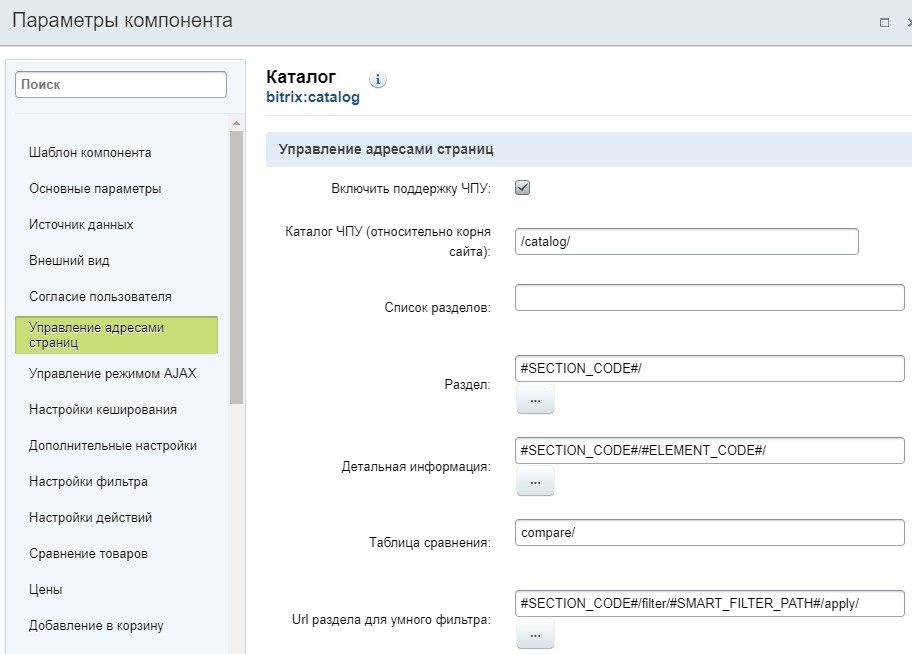 Параметры компонента
Поиск
Шаблон компонента
Основные параметры
Источник данных
Внешний вид
Согласие пользователя
Управление адресами
страниц
Управление режимом AJAX
Настройки кеширования
Дополнительные настройки
Настройки фильтра
Настройки действий
Сравнение товаров
Цены
Добавление в корзину
Каталог
i
bitrix:catalog
Управление адресами страниц
Включить поддержку ЧПУ:
Каталог ЧПУ (относительно корня
сайта):
/catalog/
Список разделов:
Раздел:
#SECTION_CODE#/
...
Детальная информация:
#SECTION_CODE#/#ELEMENT_CODE#/
...
Таблица сравнения:
compare/
Url раздела для умного фильтра:
#SECTION_CODE#/filter/#SMART_FILTER_PATH#/apply/
...